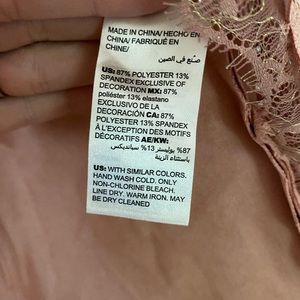 MADE IN CHINA/ HECHO EN
CHINA/ FABRIQUÉ EN
CHINE/
صنع في الصين
US: 87% POLYESTER 13%
SPANDEX EXCLUSIVE OF
DECORATION MX: 87%
poliéster 13% elastano
EXCLUSIVO DE LA
DECORACIÓN CA: 87%
POLYESTER 13% SPANDEX
À L'EXCEPTION DES MOTIFS
DÉCORATIFS AE/KW:
87% بوليستر 13% سباندیکس
باستثناء الزينة
US: WITH SIMILAR COLORS.
HAND WASH COLD. ONLY
NON-CHLORINE BLEACH.
LINE DRY. WARM IRON. MAY
BE DRY CLEANED